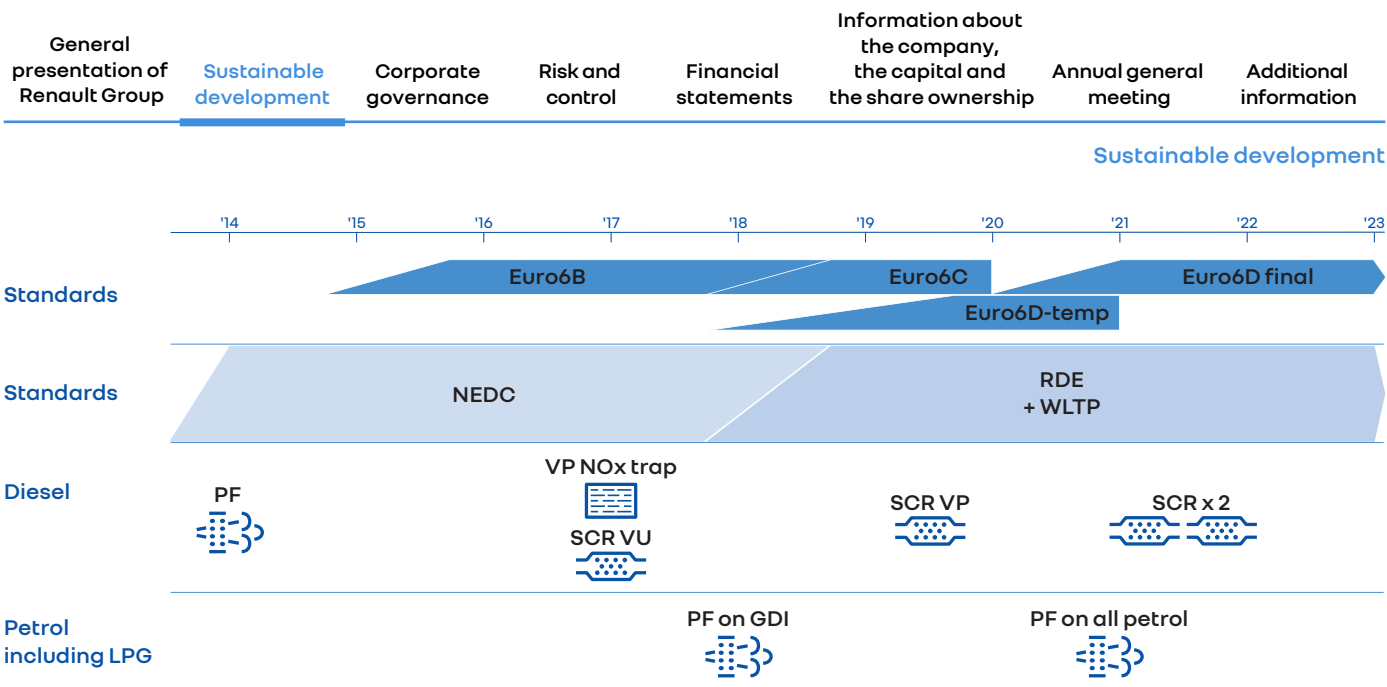 General
presentation of
Renault Group
Sustainable
development
Corporate
governance
Risk and
control
Financial
statements
Information about
the company,
the capital and
the share ownership
Annual general
meeting
Additional
information
Sustainable development
'14 '15 '16 '17 '18 '19 '20 '21 '22 '23
Standards
Euro6B Euro6C Euro6D final
Euro6D-temp
Standards
NEDC
RDE
+ WLTP
Diesel
PF
VP NOx trap
SCR VU
SCR VP
SCR x 2
Petrol
including LPG
PF on GDI
PF on all petrol